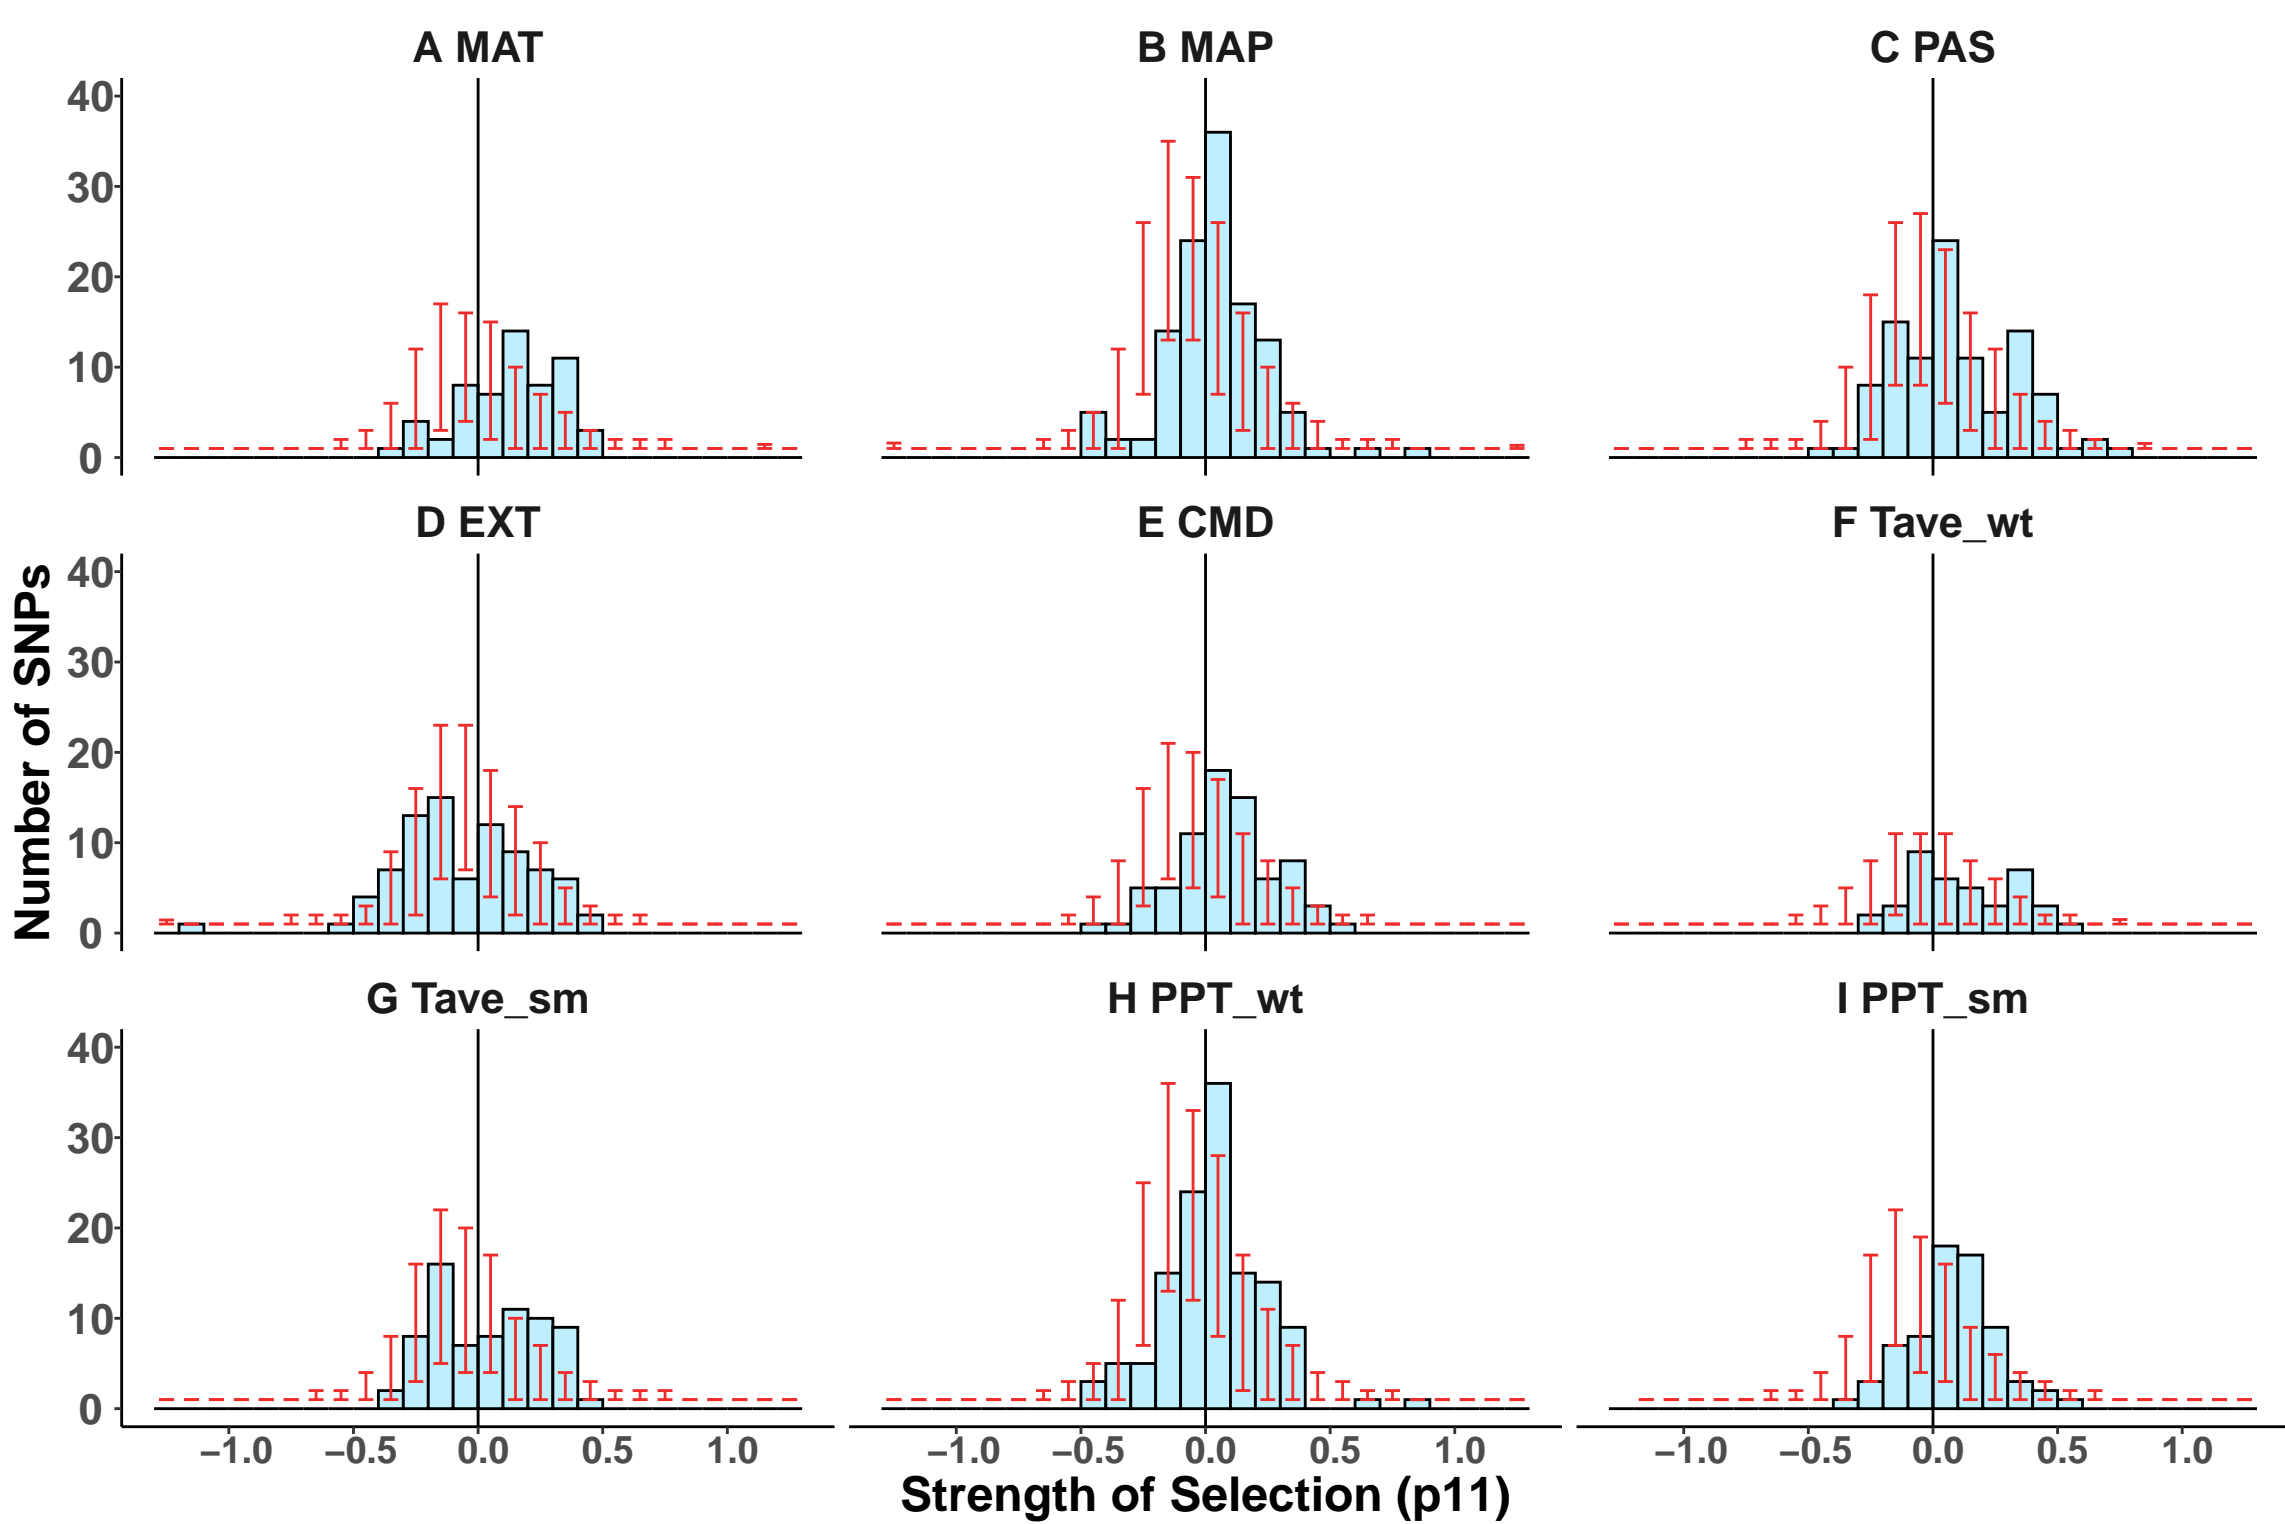 A MAT
B MAP
C PAS
40
30
20
10
0
D EXT
E CMD
F Tave_wt
40
30
20
10
0
Number of SNPs
G Tave_sm
H PPT_wt
I PPT_sm
40
30
20
10
0
−1.0 −0.5 0.0 0.5 1.0
−1.0 −0.5 0.0 0.5 1.0
−1.0 −0.5 0.0 0.5 1.0
Strength of Selection (p11)